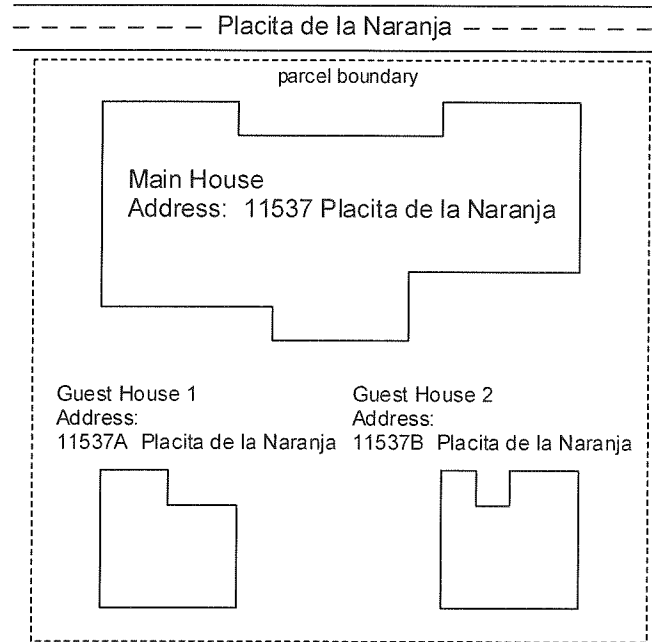 Placita de la Naranja
parcel boundary
Main House
Address: 11537 Placita de la Naranja
Guest House 1
Address:
11537A Placita de la Naranja
Guest House 2
Address:
11537B Placita de la Naranja